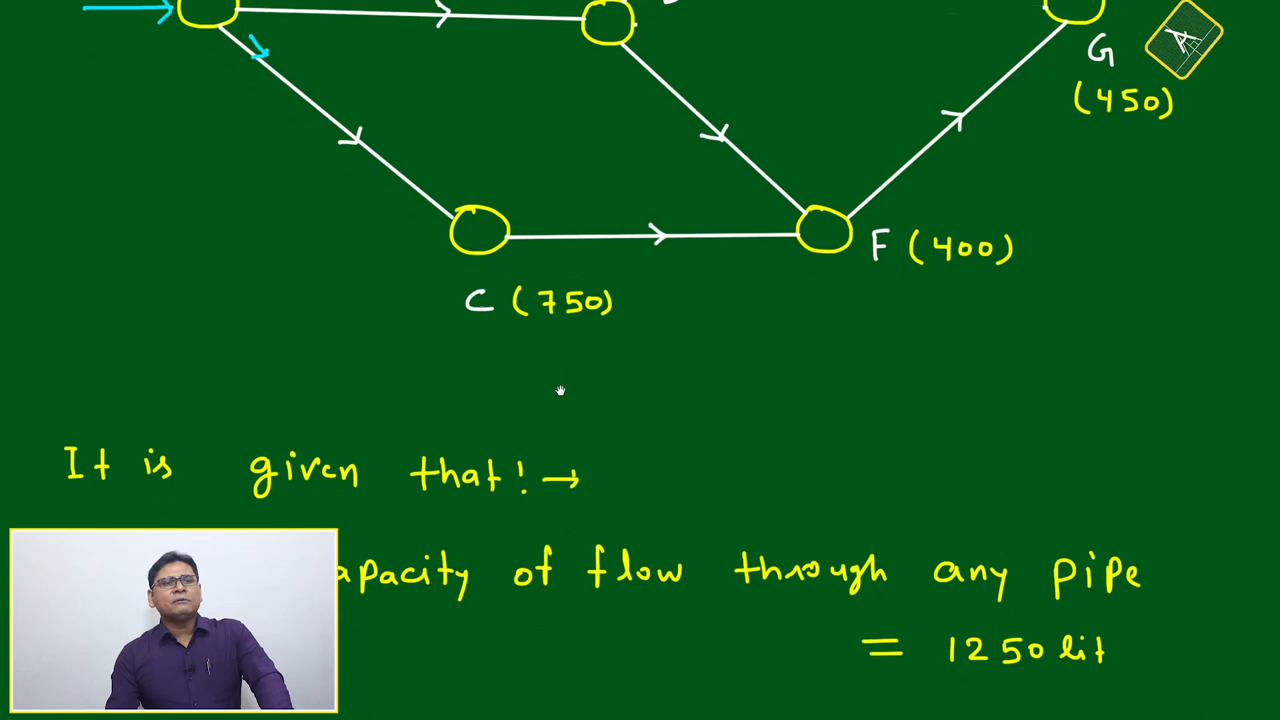 G
(450)
F (400)
C (750)
It is given that! →
apacity of flow through any pipe
= 1250 lit